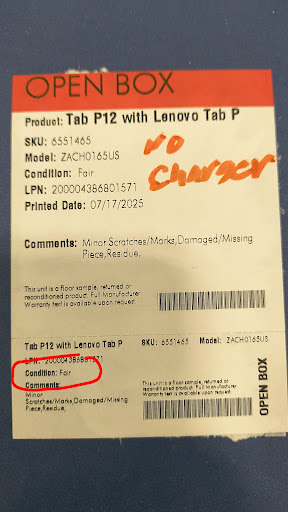 OPEN BOX
Product: Tab P12 with Lenovo Tab P
SKU: 6551465
Model: ZACH0165US
Condition: Fair
LPN: 200004386801571
Printed Date: 07/17/2025
NO
Charger
Comments: Minor Scratches/Marks,Damaged/Missing
Piece,Residue,
This unit is a floor sample, returned or
reconditioned product. Full Manufacturer
Warranty text is available upon request.
Tab P12 with Lenovo Tab P SKU: 6551465 Model: ZACH0165US
LPN: 200004386801571
Condition: Fair
Comments:
Minor
Scratches/Marks,Damaged/Missing
Piece,Residue,
This unit is a floor sample, returned or
reconditioned product. Full Manufacturer
Warranty text is available upon request.
OPEN BOX